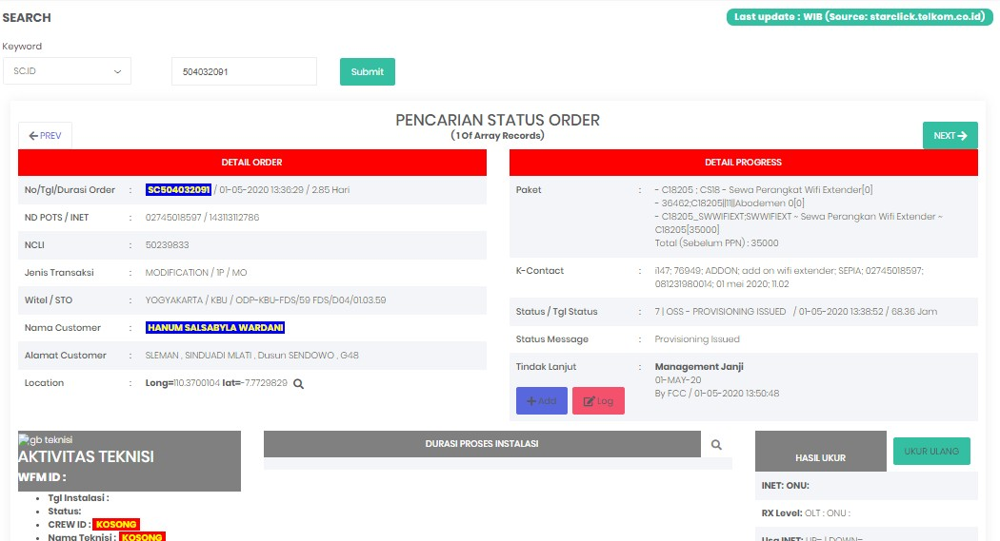 SEARCH
Last update : WIB (Source: starclick.telkom.co.id)
Keyword
SC.ID
504032091
Submit
PREV
PENCARIAN STATUS ORDER
(1 Of Array Records)
NEXT
DETAIL ORDER
No/Tgl/Durasi Order : SC504032091 / 01-05-2020 13:36:29 / 2.85 Hari
ND POTS / INET : 02745018597 / 143113112786
NCLI : 50239833
Jenis Transaksi : MODIFICATION / 1P / MO
Witel / STO : YOGYAKARTA / KBU / ODP-KBU-FDS/59 FDS/D04/01.03.59
Nama Customer : HANUM SALSABYLA WARDANI
Alamat Customer : SLEMAN , SINDUADI MLATI , Dusun SENDOWO , G48
Location : Long=110.3700104 lat=-7.7729829
DETAIL PROGRESS
Paket : - C18205 ; CS18 - Sewa Perangkat Wifi Extender[0]
- 36462;C18205|||11||Abodemen 0[0]
- C18205_SWWIFIEXT;SWWIFIEXT ~ Sewa Perangkan Wifi Extender ~
C18205[35000]
Total (Sebelum PPN) : 35000
K-Contact : i147; 76949; ADDON; add on wifi extender; SEPIA; 02745018597;
081231980014; 01 mei 2020; 11.02
Status / Tgl Status : 7 | OSS - PROVISIONING ISSUED / 01-05-2020 13:38:52 / 68.36 Jam
Status Message : Provisioning Issued
Tindak Lanjut : Management Janji
01-MAY-20
By FCC / 01-05-2020 13:50:48
Add
Log
gb teknisi
AKTIVITAS TEKNISI
WFM ID :
Tgl Instalasi :
Status:
CREW ID : KOSONG
Nama Teknisi : KOSONG
DURASI PROSES INSTALASI
HASIL UKUR
UKUR ULANG
INET: ONU:
RX Level: OLT : ONU :
Usg INET: UP= | DOWN=